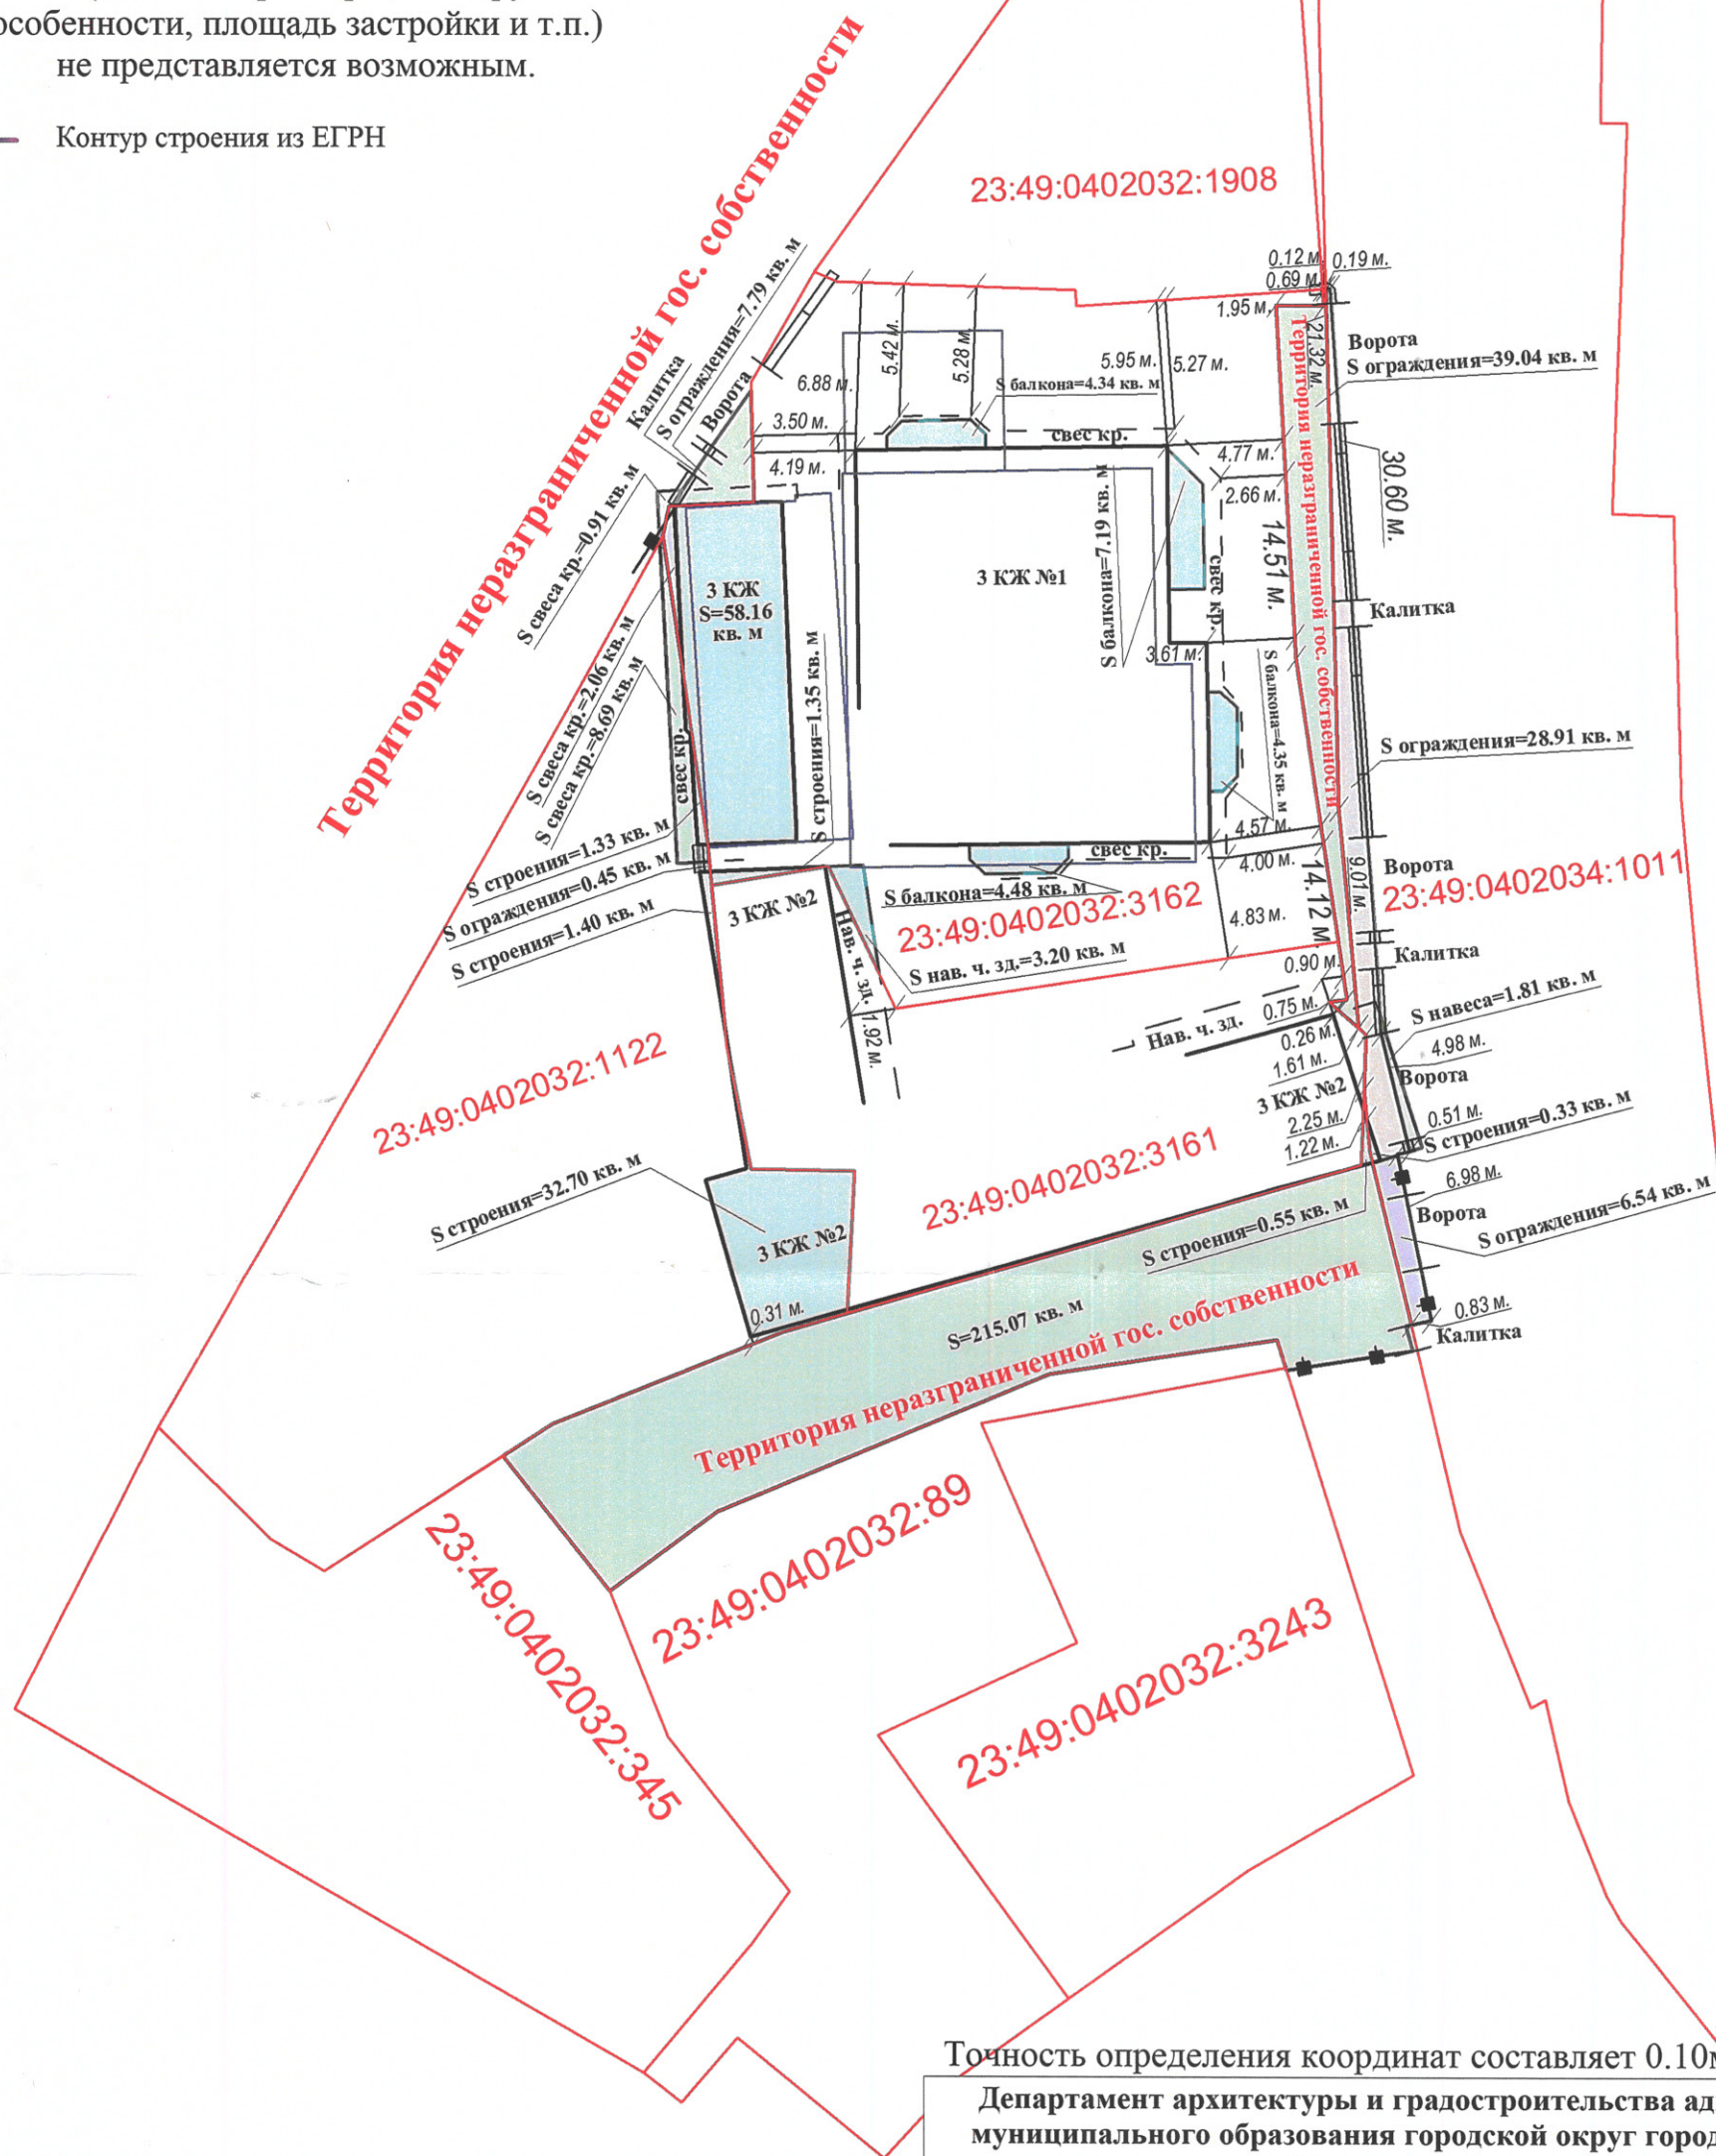 особенности, площадь застройки и т.п.)
не представляется возможным.
Контур строения из ЕГРН
Территория неразграниченной гос. собственности
23:49:0402032:1908
0.12 м.
0.19 м.
0.69 м.
1.95 м.
21.32 м.
Ворота
S ограждения=39.04 кв. м
Калитка
S ограждения=7.79 кв. м
Ворота
6.88 м.
5.42 м.
5.28 м.
5.95 м.
5.27 м.
S балкона=4.34 кв. м
3.50 м.
свес кр.
4.19 м.
4.77 м.
2.66 м.
30.60 м.
Территория неразграниченной гос. собственности
S свеса кр.=0.91 кв. м
S балкона=7.19 кв. м
14.51 м.
3 КЖ
S=58.16
кв. м
3 КЖ №1
свес кр.
Калитка
S свеса кр.=2.06 кв. м
S свеса кр.=8.69 кв. м
S строения=1.35 кв. м
3.61 м.
S балкона=4.35 кв. м
свес кр.
S ограждения=28.91 кв. м
S строения=1.33 кв. м
S ограждения=0.45 кв. м
S строения=1.40 кв. м
4.57 м.
свес кр.
4.00 м.
14.12 м.
9.01 м.
Ворота
23:49:0402034:1011
3 КЖ №2
S балкона=4.48 кв. м
23:49:0402032:3162
4.83 м.
Нав. ч. зд.
S нав. ч. зд.=3.20 кв. м
Калитка
0.90 м.
1.92 м.
Нав. ч. зд.
0.75 м.
S навеса=1.81 кв. м
0.26 м.
4.98 м.
1.61 м.
Ворота
23:49:0402032:1122
3 КЖ №2
2.25 м.
0.51 м.
S строения=0.33 кв. м
1.22 м.
23:49:0402032:3161
S строения=32.70 кв. м
6.98 м.
Ворота
S ограждения=6.54 кв. м
3 КЖ №2
S строения=0.55 кв. м
0.31 м.
S=215.07 кв. м
0.83 м.
Калитка
Территория неразграниченной гос. собственности
23:49:0402032:89
23:49:0402032:345
23:49:0402032:3243
Точность определения координат составляет 0.10м
Департамент архитектуры и градостроительства ад
муниципального образования городской округ город